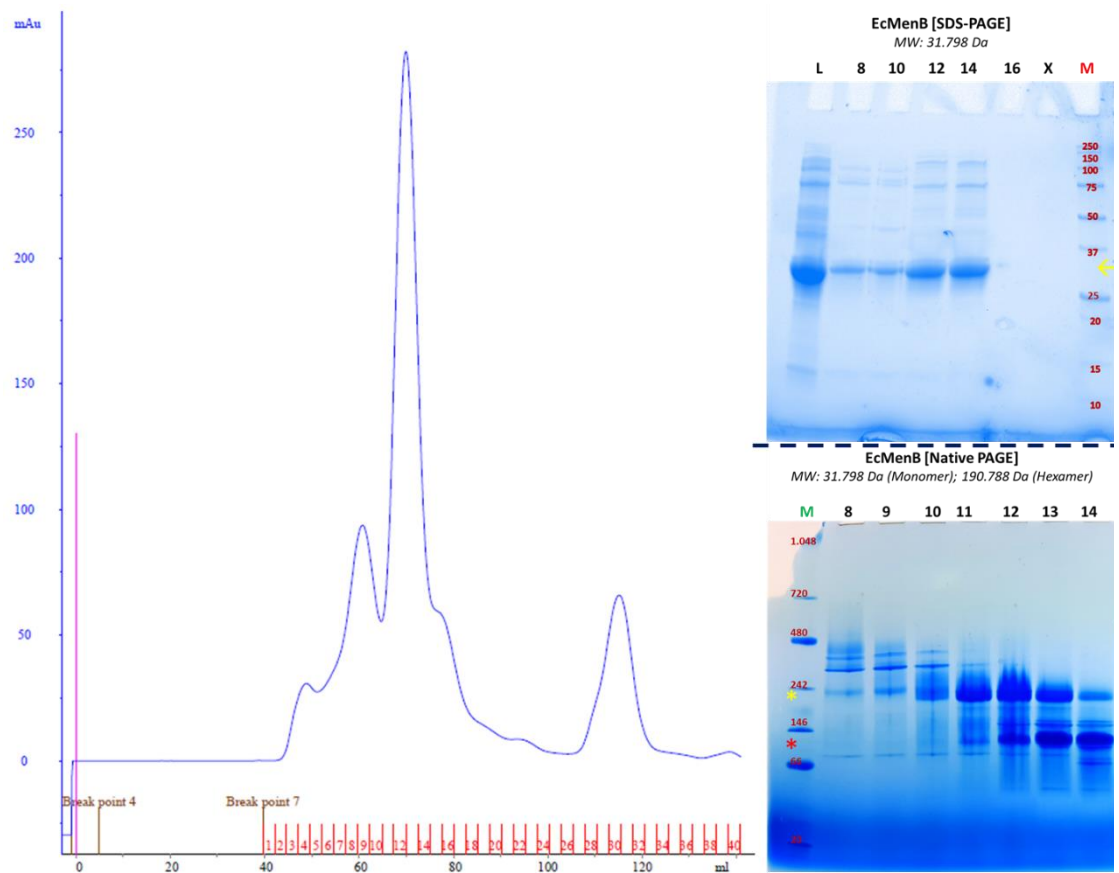 mAu
250
200
150
100
50
0
Break point 4
Break point 7
1 2 3 4 5 6 7 8 9 10 12 14 16 18 20 22 24 26 28 30 32 34 36 38 40
0 20 40 60 80 100 120 ml
EcMenB [SDS-PAGE]
MW: 31.798 Da
L 8 10 12 14 16 X M
250
150
100
75
50
37
25
20
15
10
EcMenB [Native PAGE]
MW: 31.798 Da (Monomer); 190.788 Da (Hexamer)
M 8 9 10 11 12 13 14
1.048
720
480
242
*
146
*
66